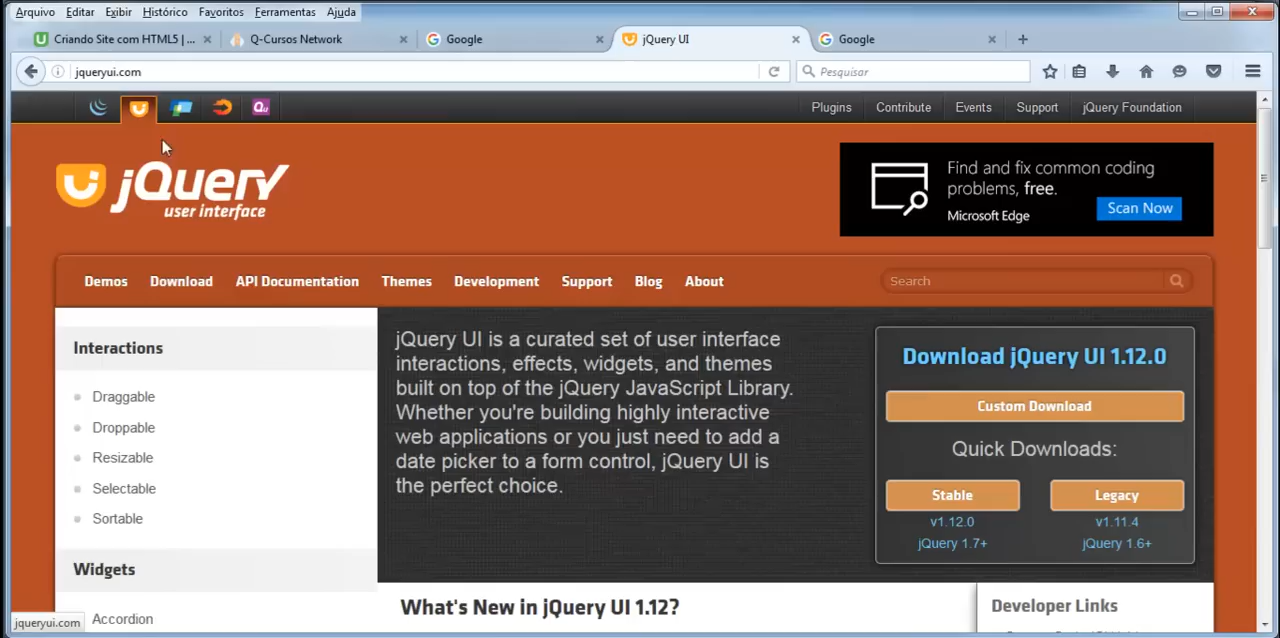 Arquivo Editar Exibir Histórico Favoritos Ferramentas Ajuda
Criando Site com HTML5 | ... Q-Cursos Network Google jQuery UI Google
jqueryui.com Pesquisar
Qu Plugins Contribute Events Support jQuery Foundation
jQuery
user interface
Find and fix common coding
problems, free.
Microsoft Edge Scan Now
Demos Download API Documentation Themes Development Support Blog About Search
Interactions
Draggable
Droppable
Resizable
Selectable
Sortable
Widgets
Accordion
jQuery UI is a curated set of user interface
interactions, effects, widgets, and themes
built on top of the jQuery JavaScript Library.
Whether you're building highly interactive
web applications or you just need to add a
date picker to a form control, jQuery UI is
the perfect choice.
Download jQuery UI 1.12.0
Custom Download
Quick Downloads:
Stable Legacy
v1.12.0 v1.11.4
jQuery 1.7+ jQuery 1.6+
What's New in jQuery UI 1.12?
Developer Links
jqueryui.com